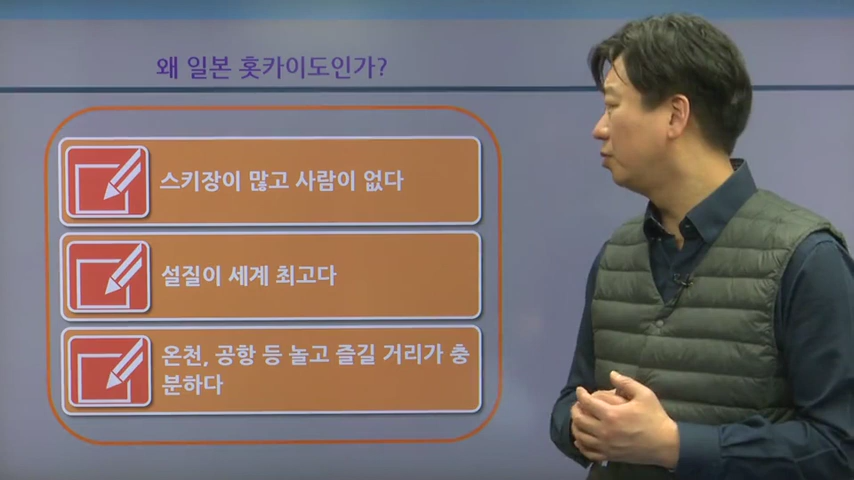 왜 일본 홋카이도인가?
스키장이 많고 사람이 없다
설질이 세계 최고다
온천, 공항 등 놀고 즐길 거리가 충
분하다